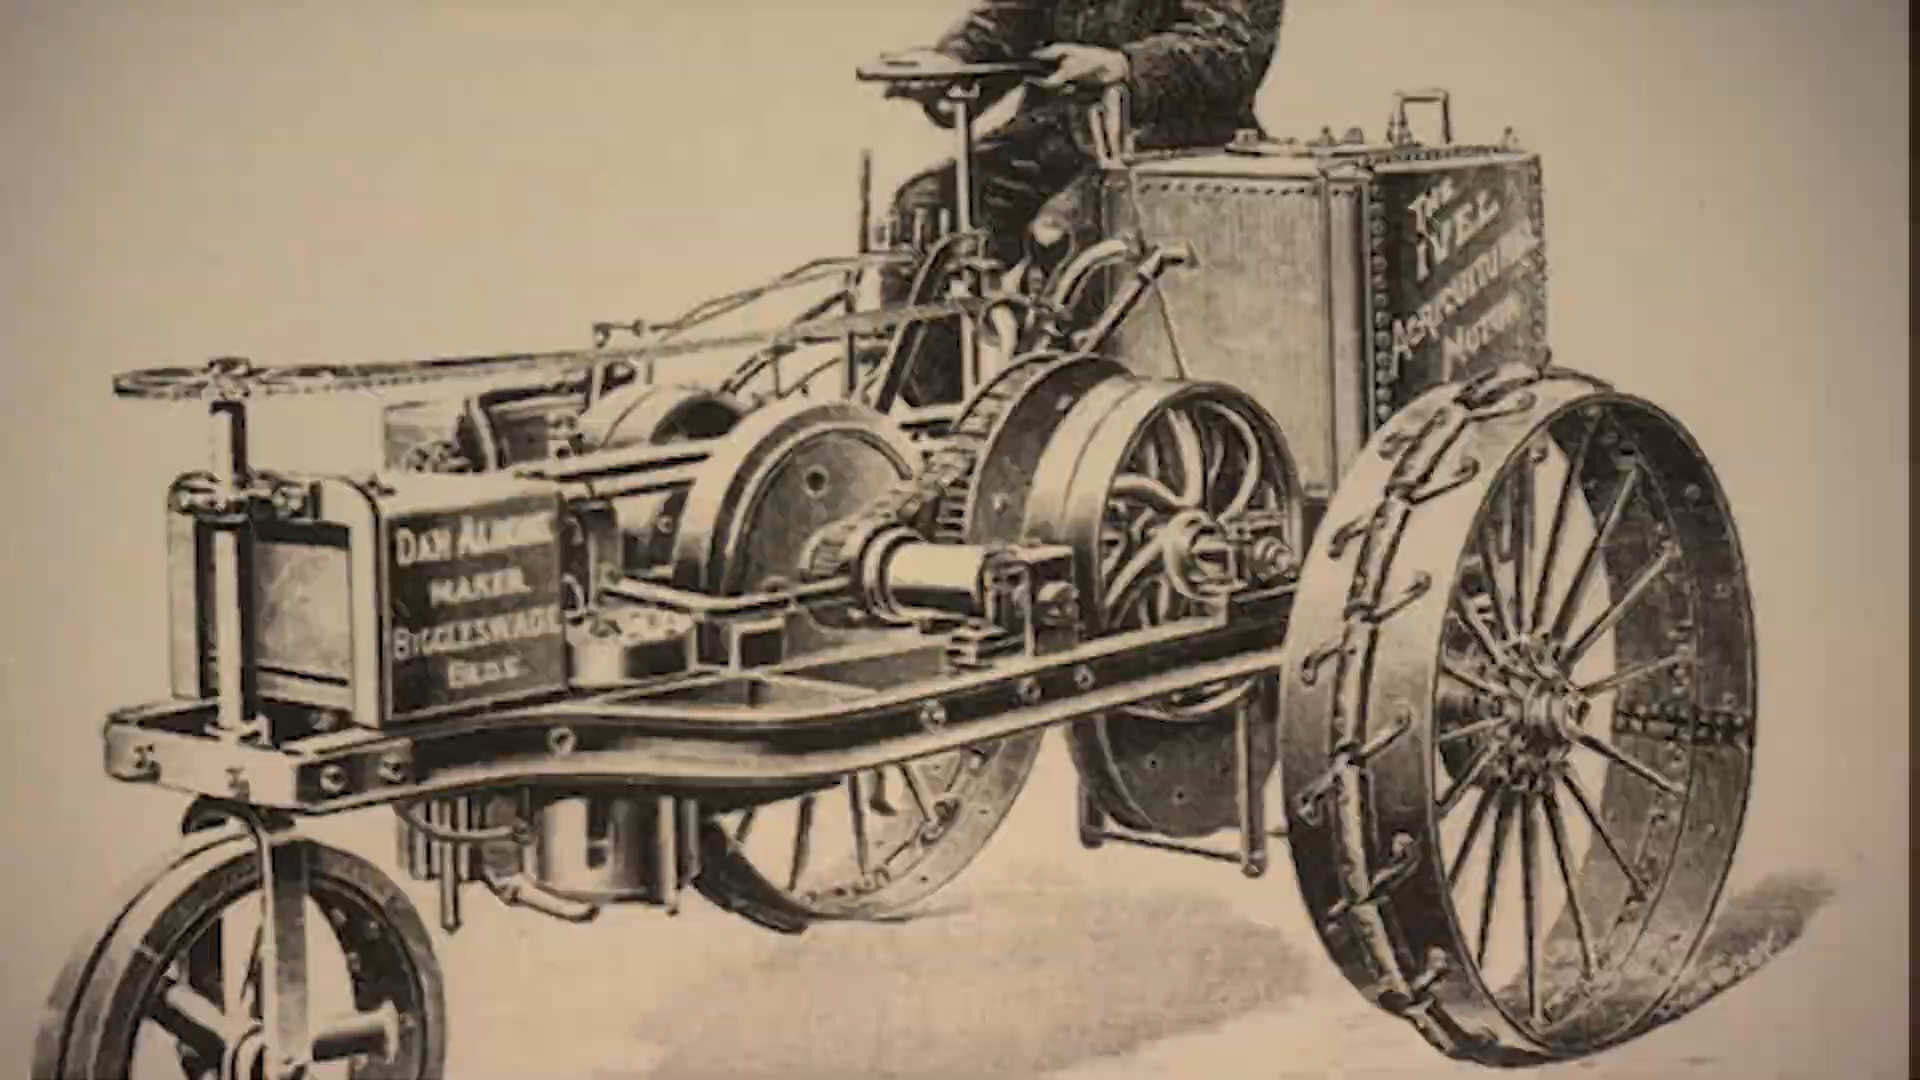 THE
IVEL
AGRICULTURAL
MOTOR
DAN ALBONE
MAKER
BIGGLESWADE
BEDS.